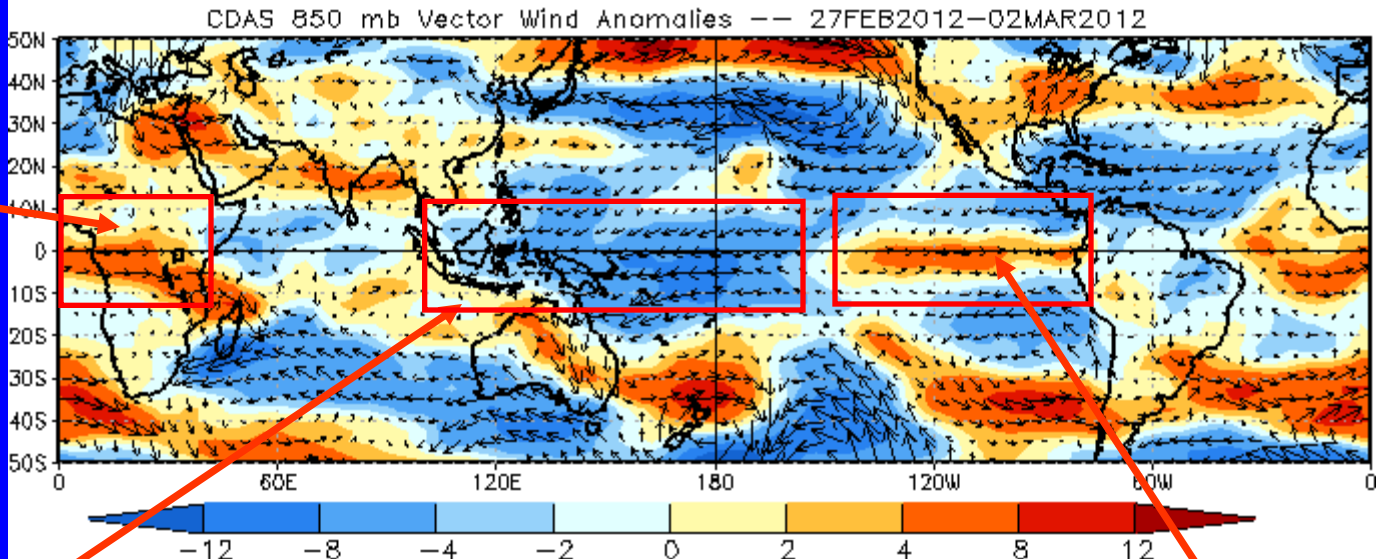 CDAS 850 mb Vector Wind Anomalies -- 27FEB2012-02MAR2012
50N
40N
30N
20N
10N
0
10S
20S
30S
40S
50S
0 60E 120E 180 120W 60W 0
-12 -8 -4 -2 0 2 4 8 12